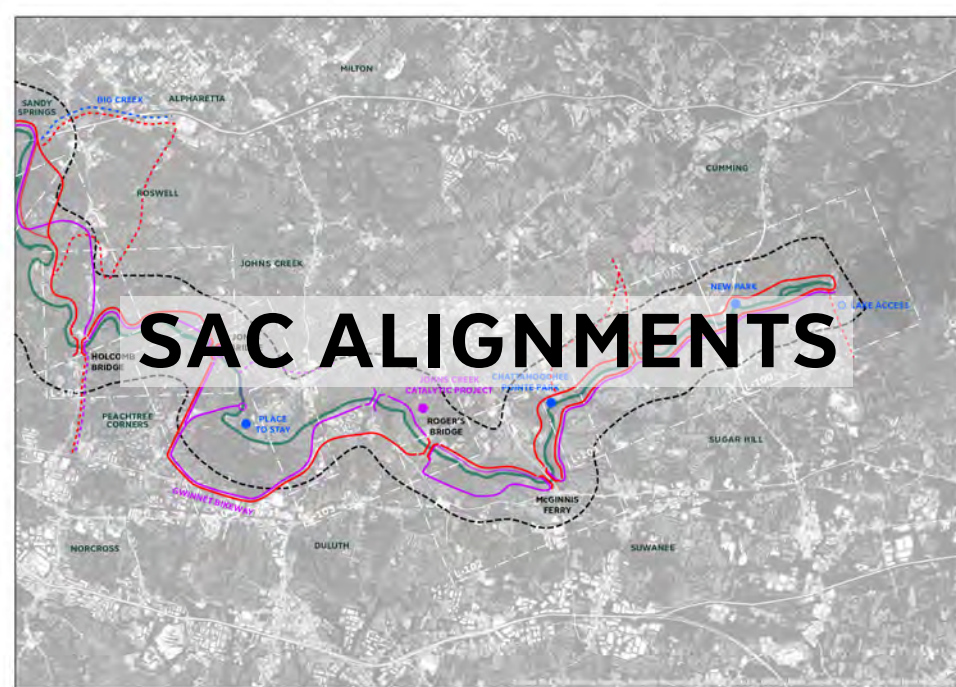 MILTON
BIG CREEK
ALPHARETTA
SANDY
SPRINGS
CUMMING
ROSWELL
JOHNS CREEK
NEW PARK
LAKE ACCESS
SAC ALIGNMENTS
HOLCOMB
BRIDGE
CHATTAHOOCHEE
POINTE PARK
JOHNS CREEK
CATALYTIC PROJECT
PEACHTREE
CORNERS
PLACE
TO STAY
ROGER'S
BRIDGE
SUGAR HILL
GWINNET BIKEWAY
McGINNIS
FERRY
NORCROSS
DULUTH
SUWANEE
L102